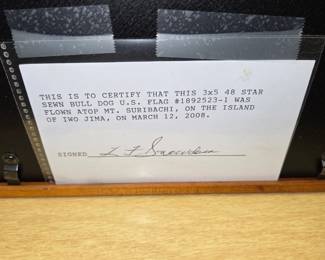 THIS IS TO CERTIFY THAT THIS 3x5 48 STAR
SEWN BULL DOG U.S. FLAG #1892523-1 WAS
FLOWN ATOP MT. SURIBACHI, ON THE ISLAND
OF IWO JIMA, ON MARCH 12, 2008.
SIGNED